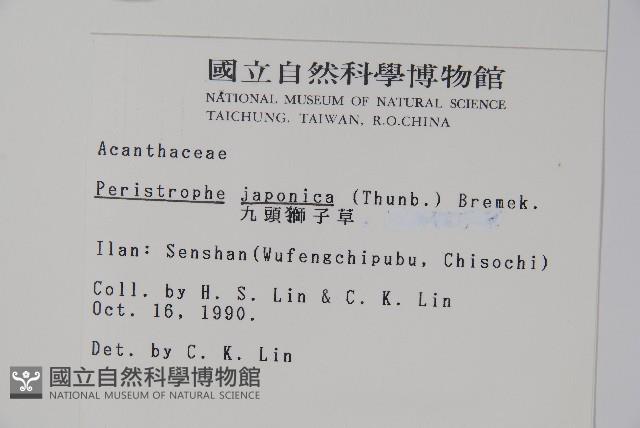 國立自然科學博物館
NATIONAL MUSEUM OF NATURAL SCIENCE
TAICHUNG. TAIWAN, R.O.CHINA
Acanthaceae
Peristrophe japonica (Thunb.) Bremek.
九頭獅子草
Ilan: Senshan(Wufengchipubu, Chisochi)
Coll. by H. S. Lin & C. K. Lin
Oct. 16, 1990.
Det. by C. K. Lin
國立自然科學博物館
NATIONAL MUSEUM OF NATURAL SCIENCE